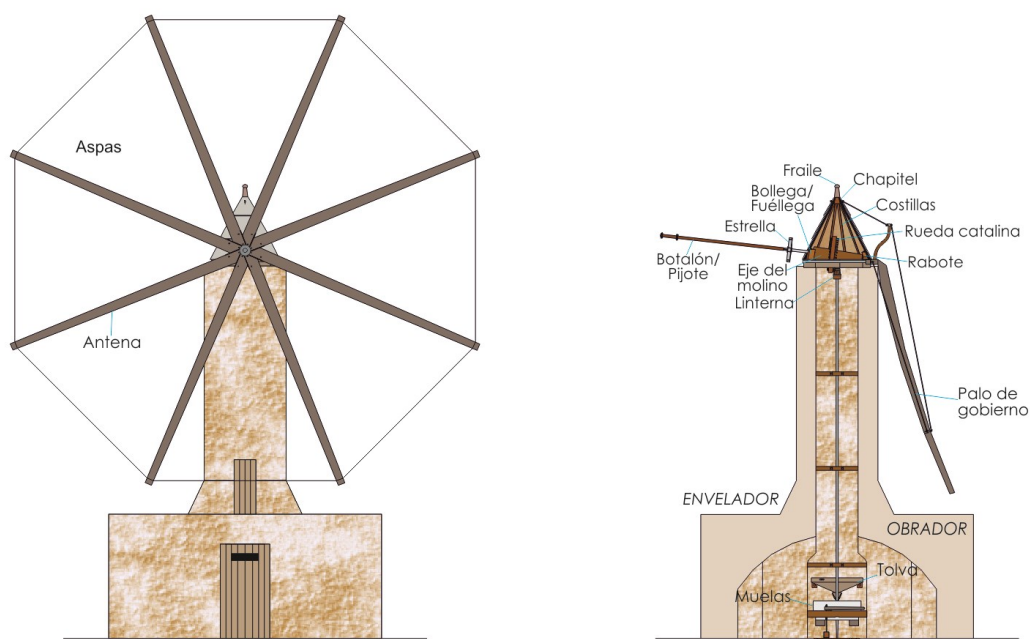 Aspas
Antena
Fraile
Chapitel
Bollega/
Fuéllega
Costillas
Estrella
Rueda catalina
Botalón/
Pijote
Eje del
molino
Rabote
Linterna
Palo de
gobierno
ENVELADOR
OBRADOR
Tolva
Muelas